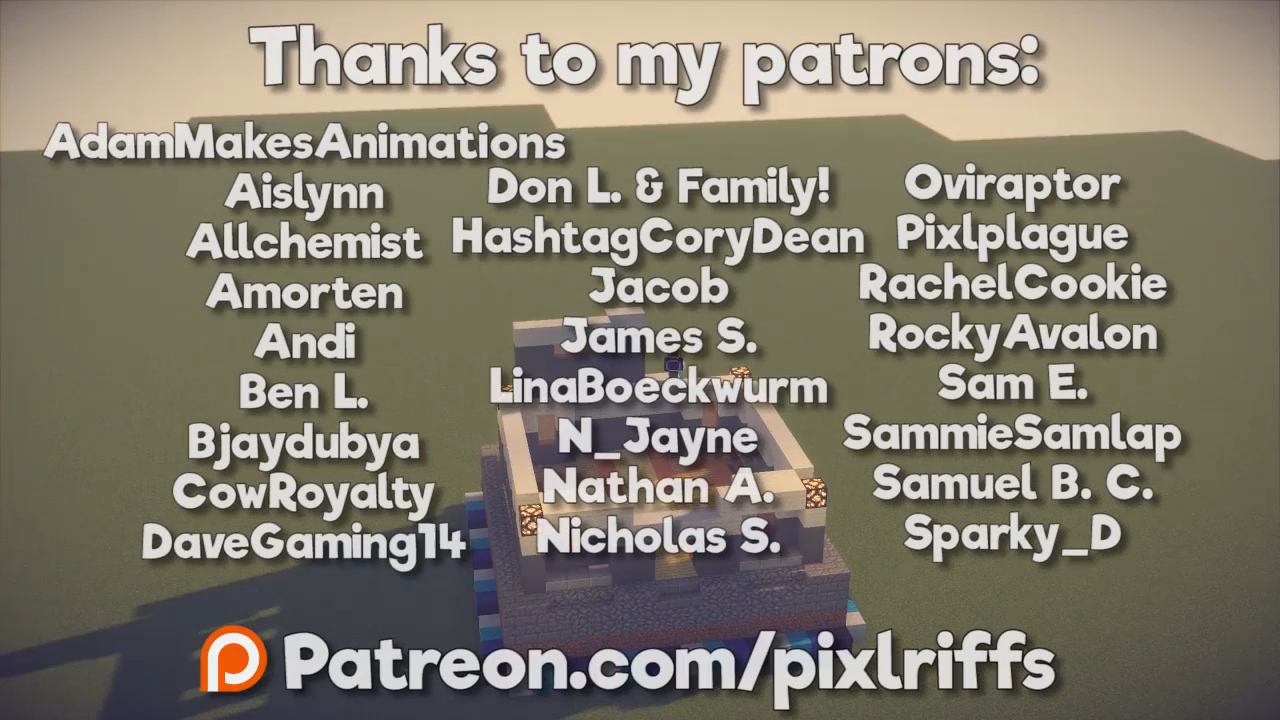 Thanks to my patrons:
AdamMakesAnimations
Aislynn
Allchemist
Amorten
Andi
Ben L.
Bjaydubya
CowRoyalty
DaveGaming14
Don L. & Family!
HashtagCoryDean
Jacob
James S.
LinaBoeckwurm
N_Jayne
Nathan A.
Nicholas S.
Oviraptor
Pixlplague
RachelCookie
RockyAvalon
Sam E.
SammieSamlap
Samuel B. C.
Sparky_D
Patreon.com/pixlriffs